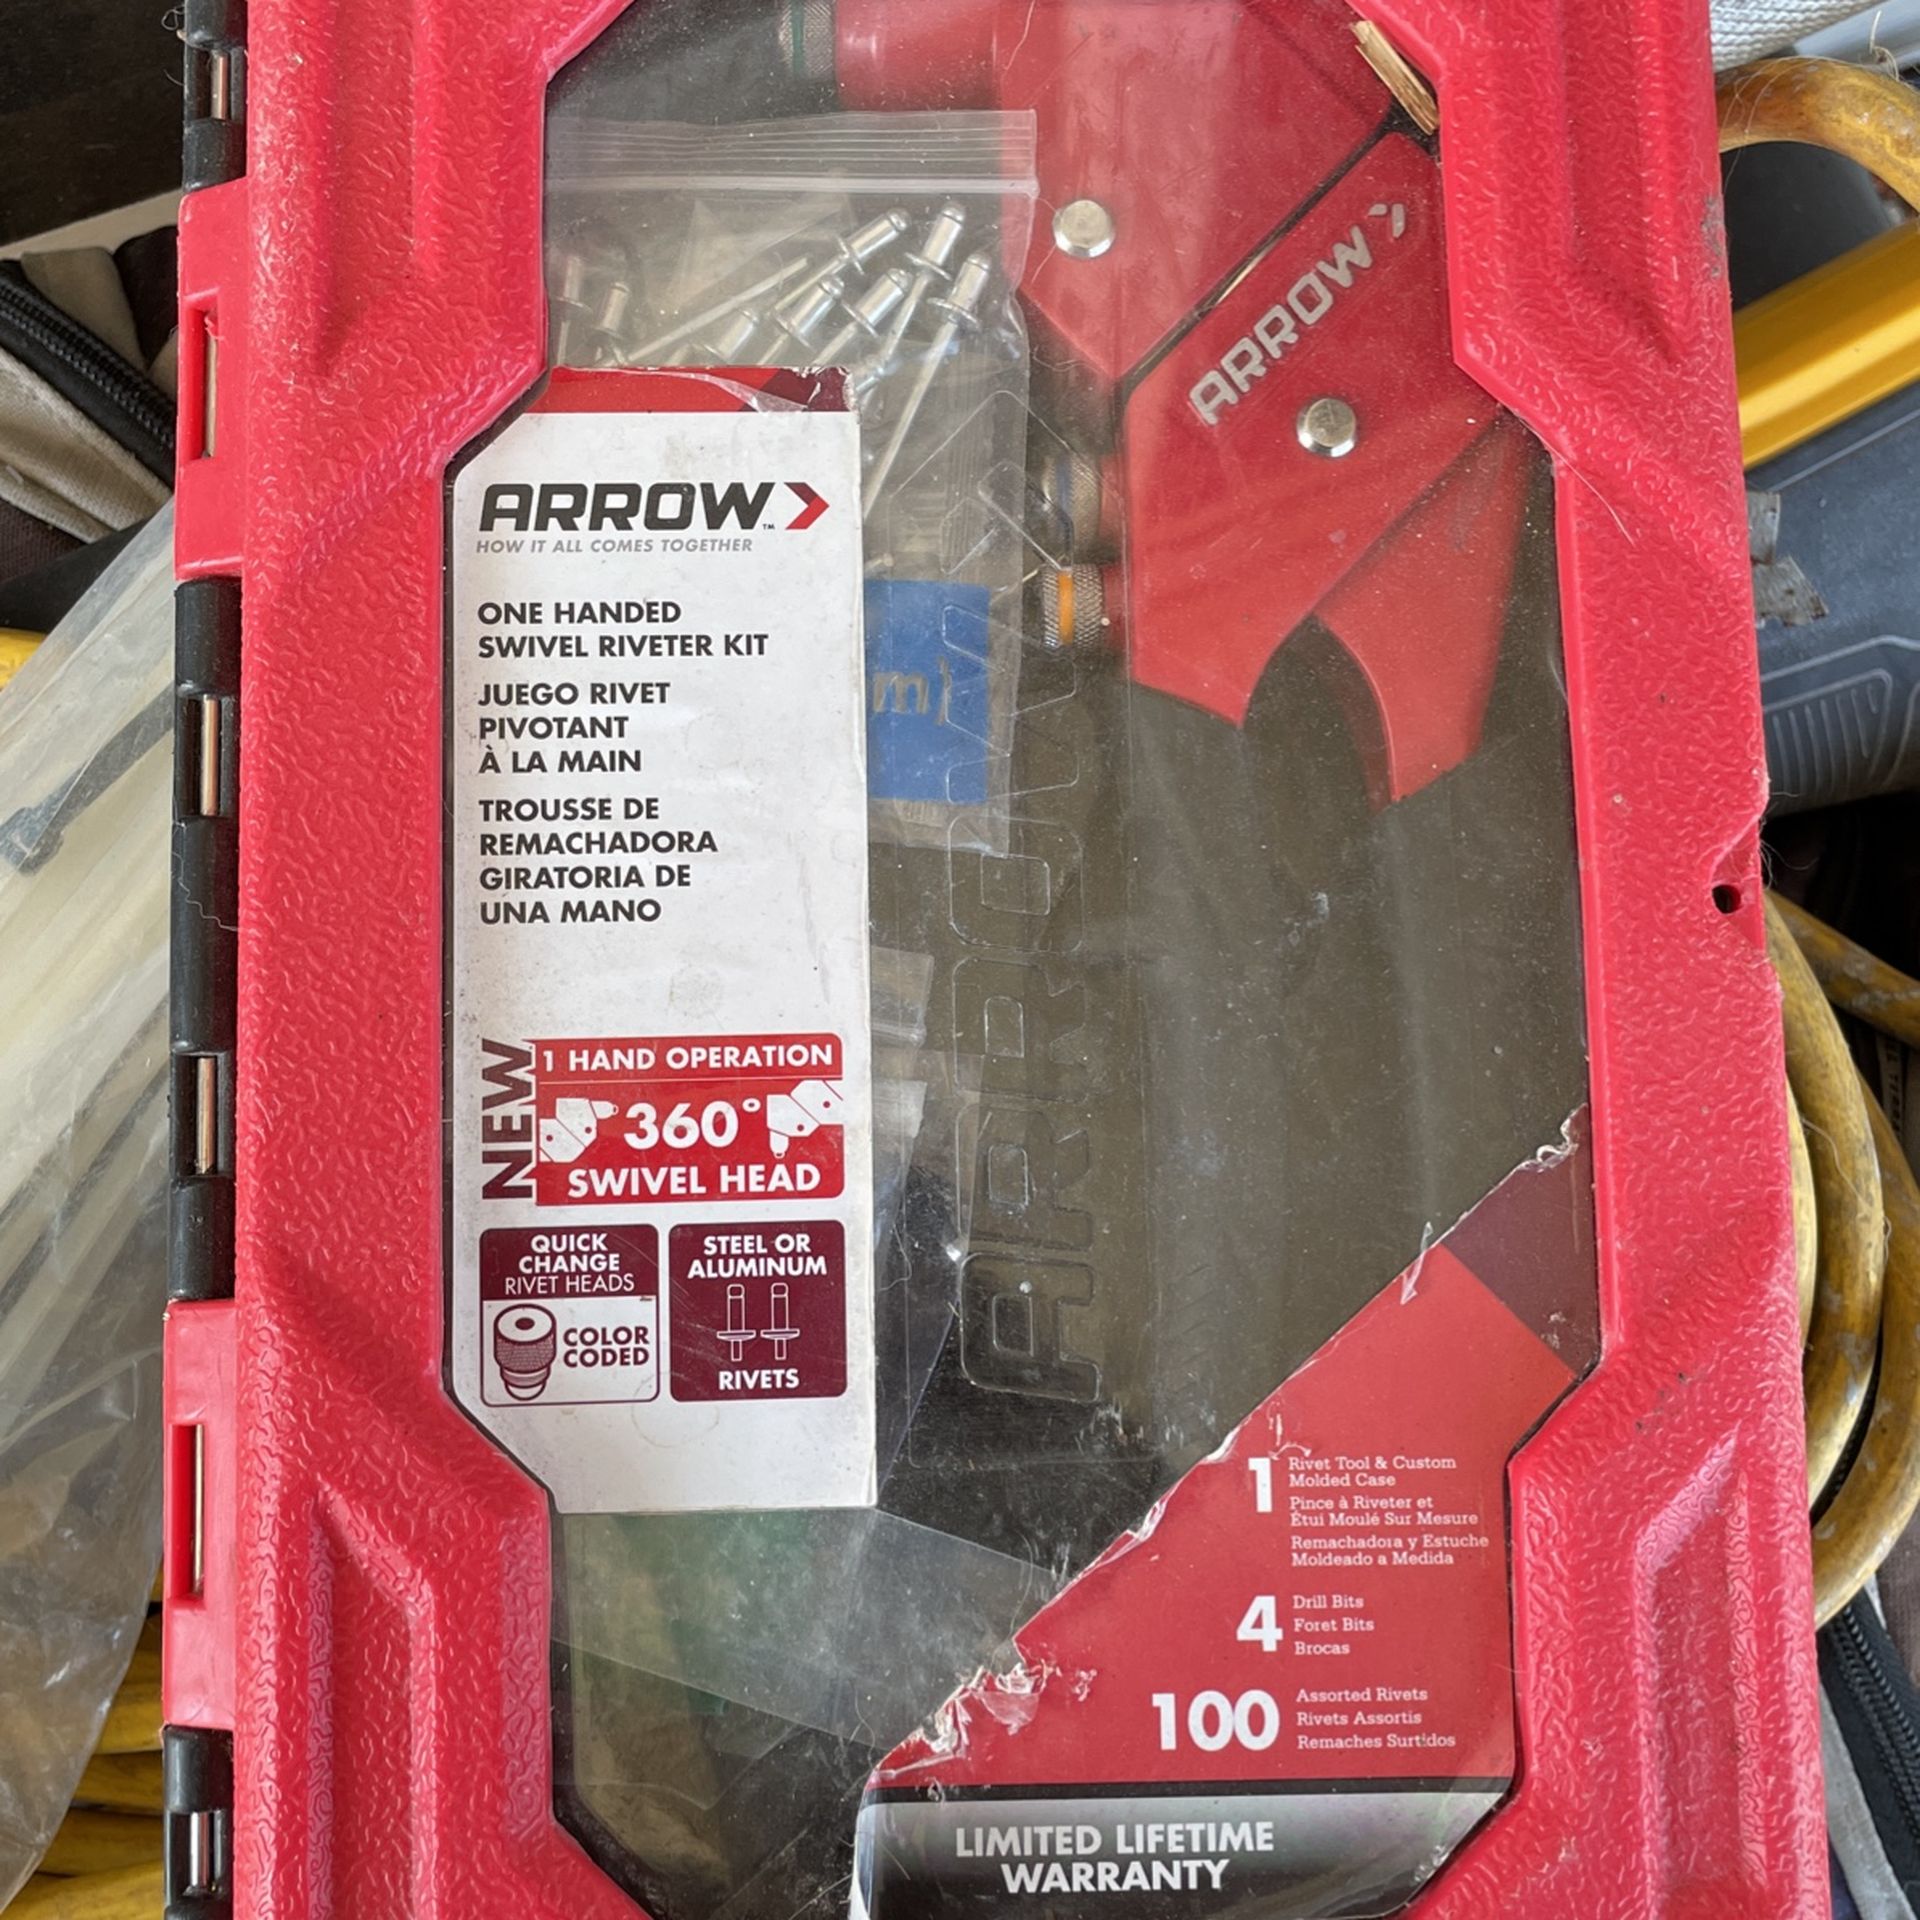 ARROW
ARROW™
HOW IT ALL COMES TOGETHER
ONE HANDED
SWIVEL RIVETER KIT
JUEGO RIVET
PIVOTANT
À LA MAIN
TROUSSE DE
REMACHADORA
GIRATORIA DE
UNA MANO
m)
ARROW
NEW
1 HAND OPERATION
360°
SWIVEL HEAD
QUICK
CHANGE
RIVET HEADS
COLOR
CODED
STEEL OR
ALUMINUM
RIVETS
1 Rivet Tool & Custom
Molded Case
Pince à Riveter et
Étui Moulé Sur Mesure
Remachadora y Estuche
Moldeado a Medida
4 Drill Bits
Foret Bits
Brocas
100 Assorted Rivets
Rivets Assortis
Remaches Surtidos
LIMITED LIFETIME
WARRANTY